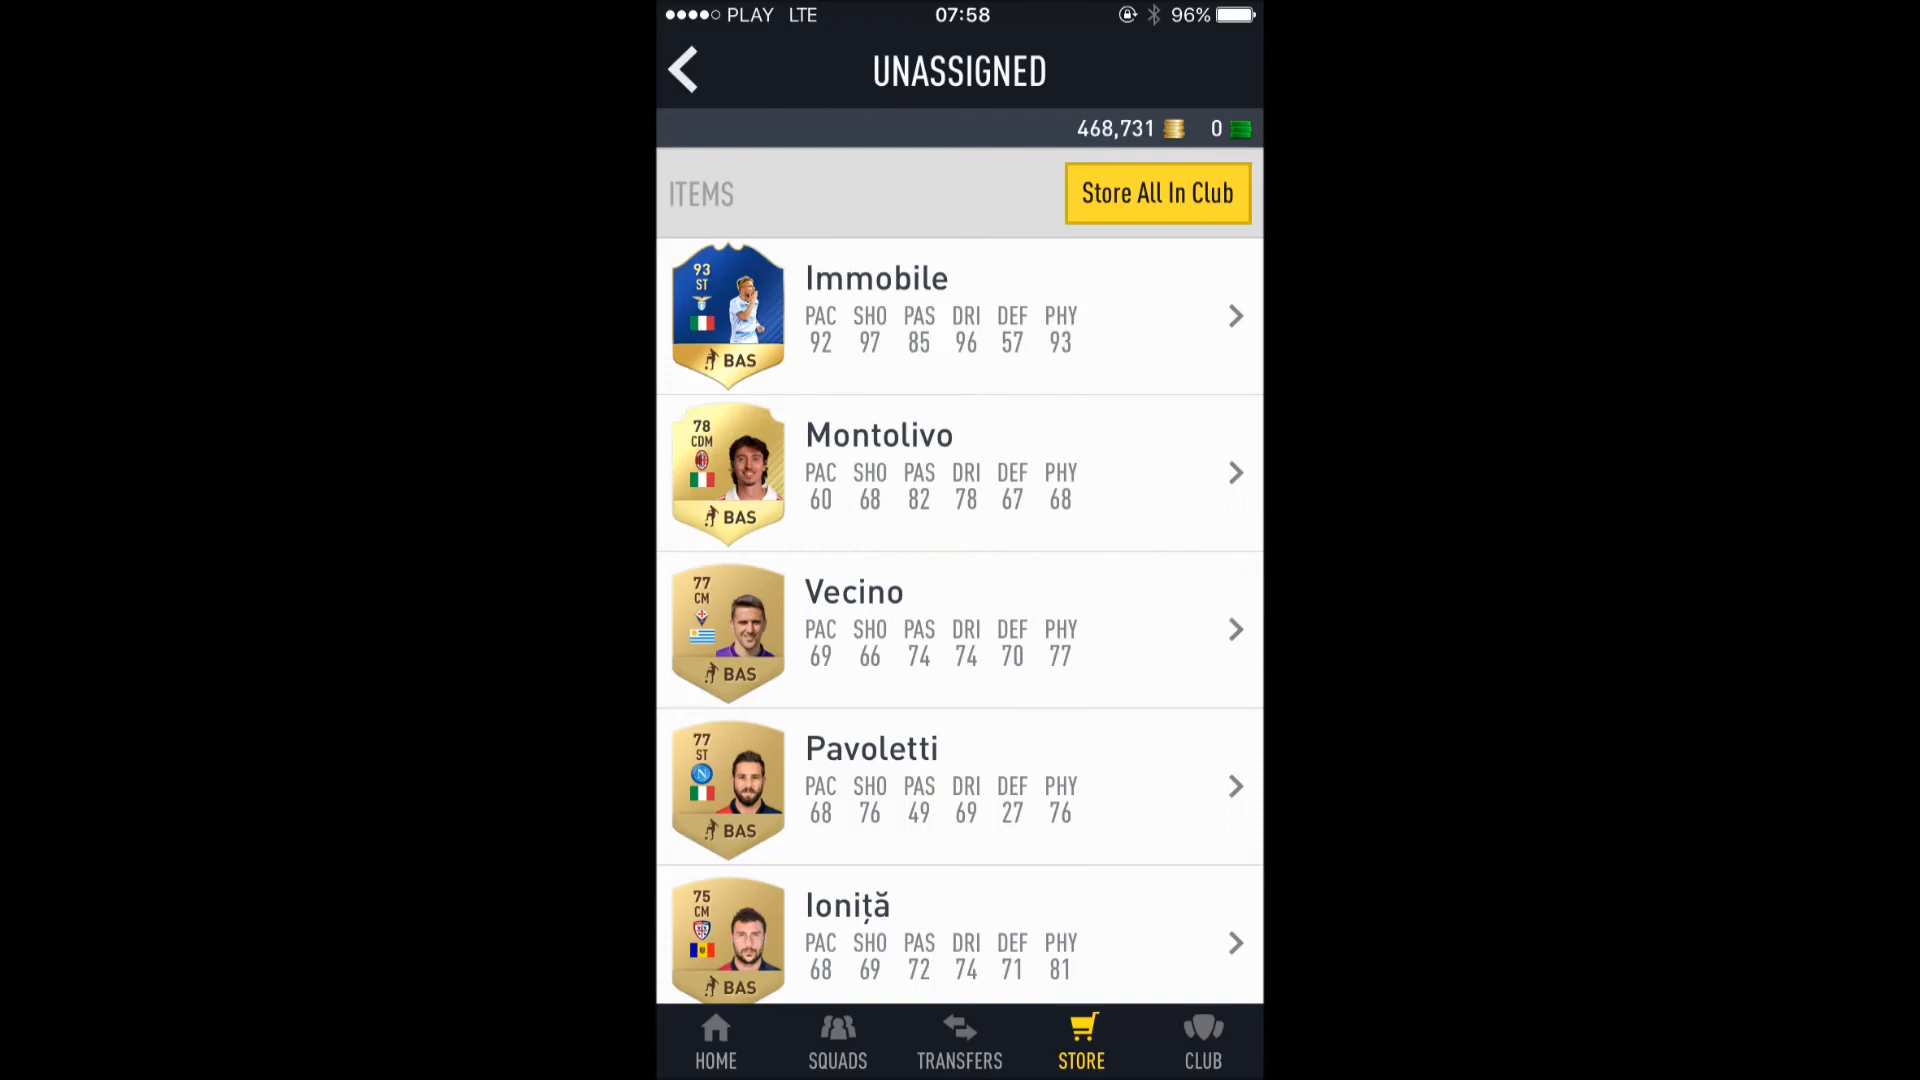 PLAY LTE 07:58 96%
UNASSIGNED
468,731 0
ITEMS
Store All In Club
93
ST
BAS
Immobile
PAC SHO PAS DRI DEF PHY
92 97 85 96 57 93
78
CDM
BAS
Montolivo
PAC SHO PAS DRI DEF PHY
60 68 82 78 67 68
77
CM
BAS
Vecino
PAC SHO PAS DRI DEF PHY
69 66 74 74 70 77
77
ST
N
BAS
Pavoletti
PAC SHO PAS DRI DEF PHY
68 76 49 69 27 76
75
CM
BAS
Ioniță
PAC SHO PAS DRI DEF PHY
68 69 72 74 71 81
HOME SQUADS TRANSFERS STORE CLUB